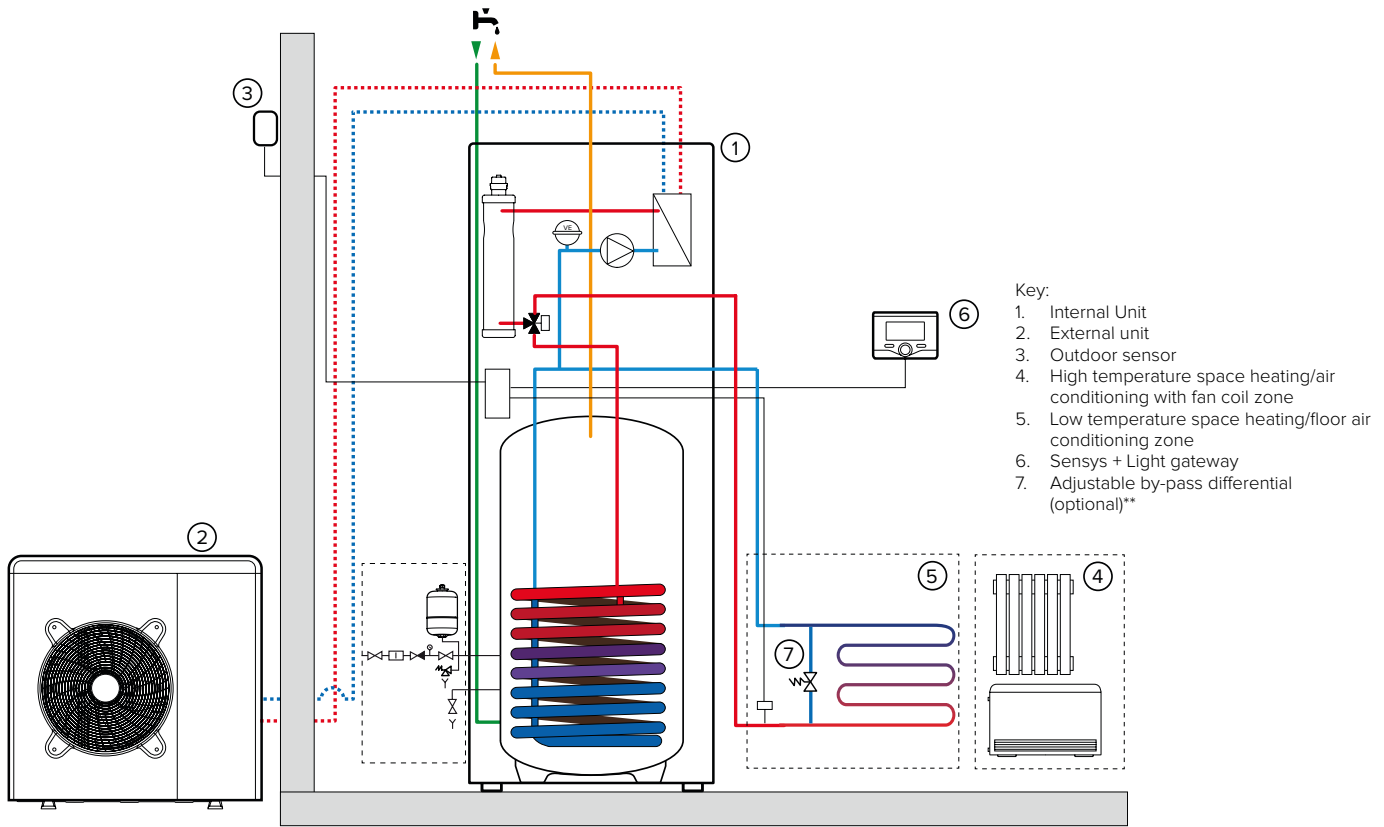 3
1
VE
6
Key:
1. Internal Unit
2. External unit
3. Outdoor sensor
4. High temperature space heating/air
conditioning with fan coil zone
5. Low temperature space heating/floor air
conditioning zone
6. Sensys + Light gateway
7. Adjustable by-pass differential
(optional)**
2
5
4
7